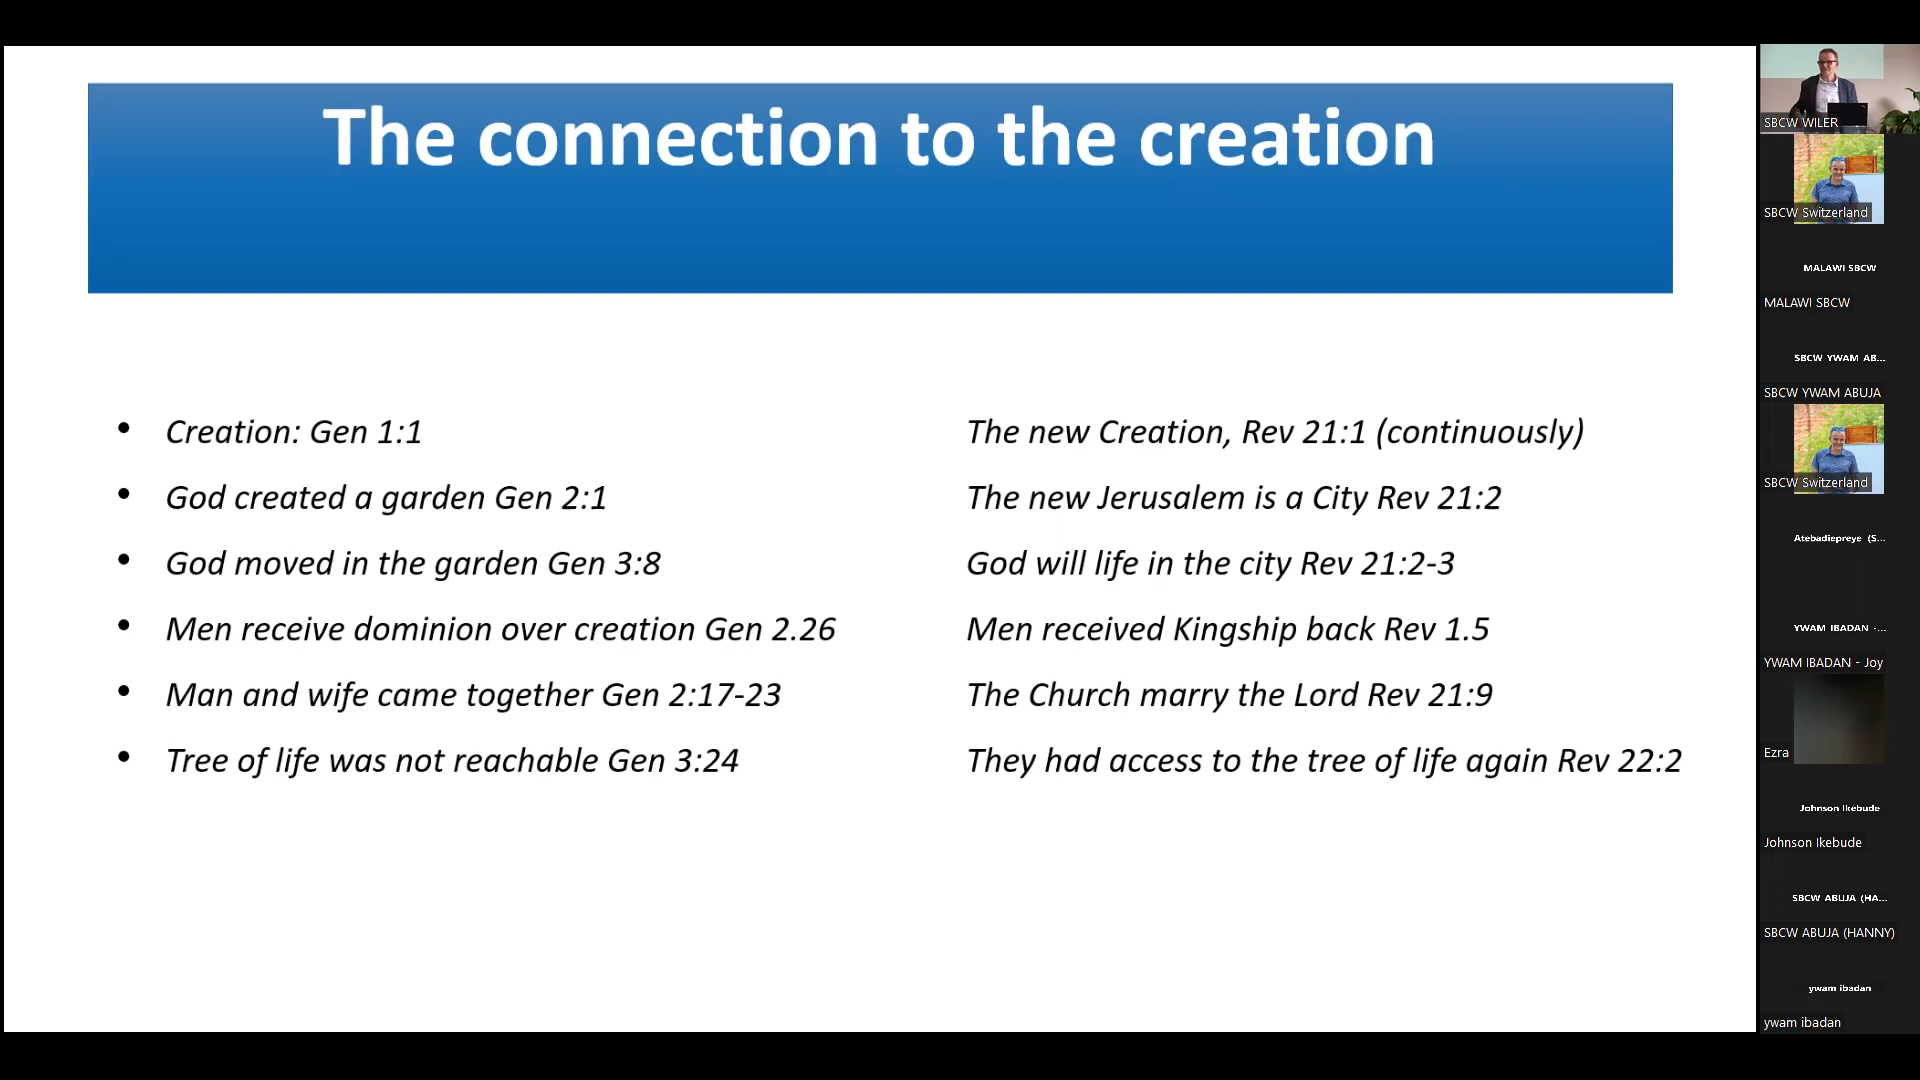 The connection to the creation
• Creation: Gen 1:1
The new Creation, Rev 21:1 (continuously)
• God created a garden Gen 2:1
The new Jerusalem is a City Rev 21:2
• God moved in the garden Gen 3:8
God will life in the city Rev 21:2-3
• Men receive dominion over creation Gen 2.26
Men received Kingship back Rev 1.5
• Man and wife came together Gen 2:17-23
The Church marry the Lord Rev 21:9
• Tree of life was not reachable Gen 3:24
They had access to the tree of life again Rev 22:2
SBCW WILER
SBCW Switzerland
MALAWI SBCW
MALAWI SBCW
SBCW YWAM AB...
SBCW YWAM ABUJA
SBCW Switzerland
Atebadiepreye (S...
YWAM IBADAN -...
YWAM IBADAN - Joy
Ezra
Johnson Ikebude
Johnson Ikebude
SBCW ABUJA (HA...
SBCW ABUJA (HANNY)
ywam ibadan
ywam ibadan